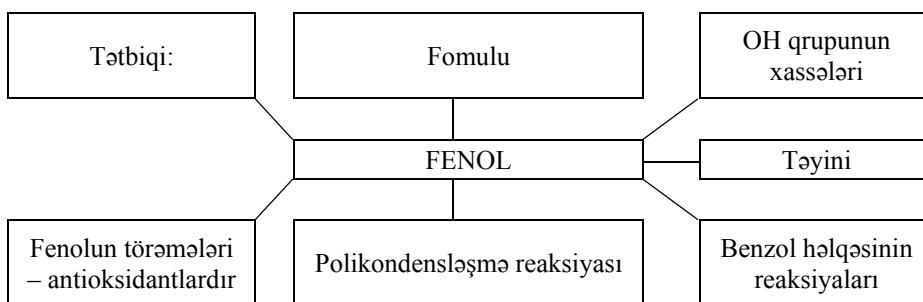 Tətbiqi:
Fomulu
OH qrupunun
xassələri
FENOL
Təyini
Fenolun törəmələri
– antioksidantlardır
Polikondensləşmə reaksiyası
Benzol həlqəsinin
reaksiyaları